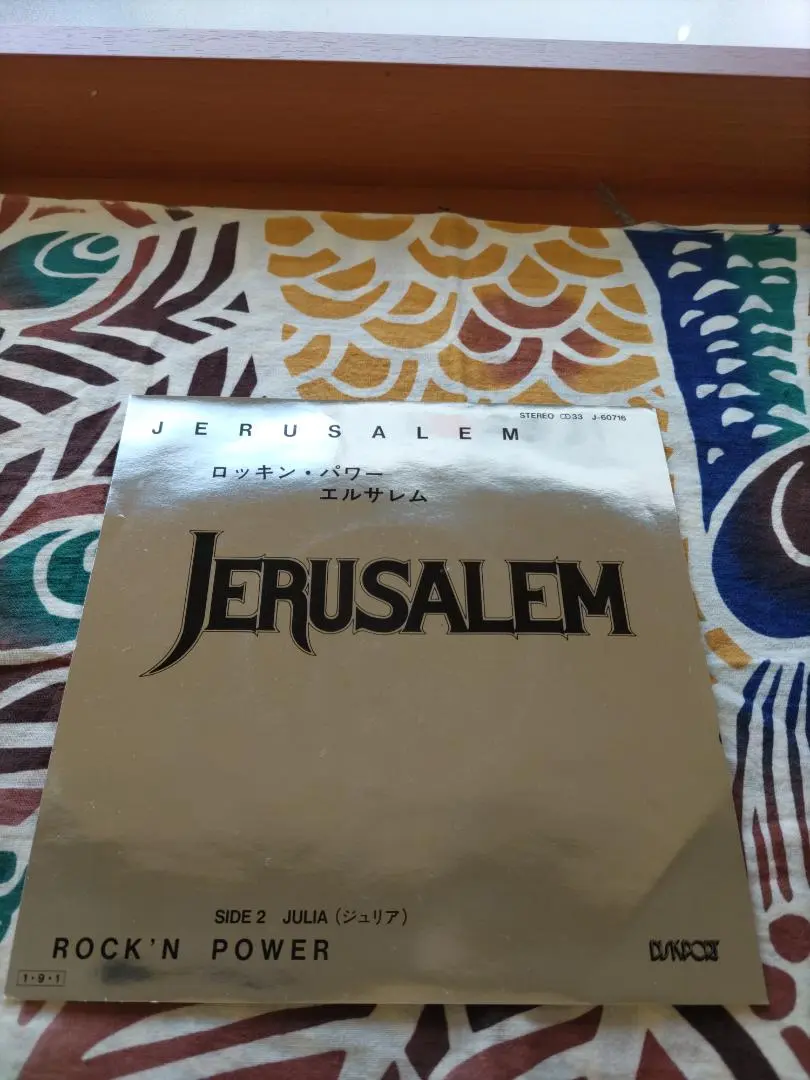 STEREO 33 J-60716
JERUSALEM
ロッキン・パワー
エルサレム
JERUSALEM
SIDE 2 JULIA (ジュリア)
ROCK'N POWER
DISKPORT
1・9・1